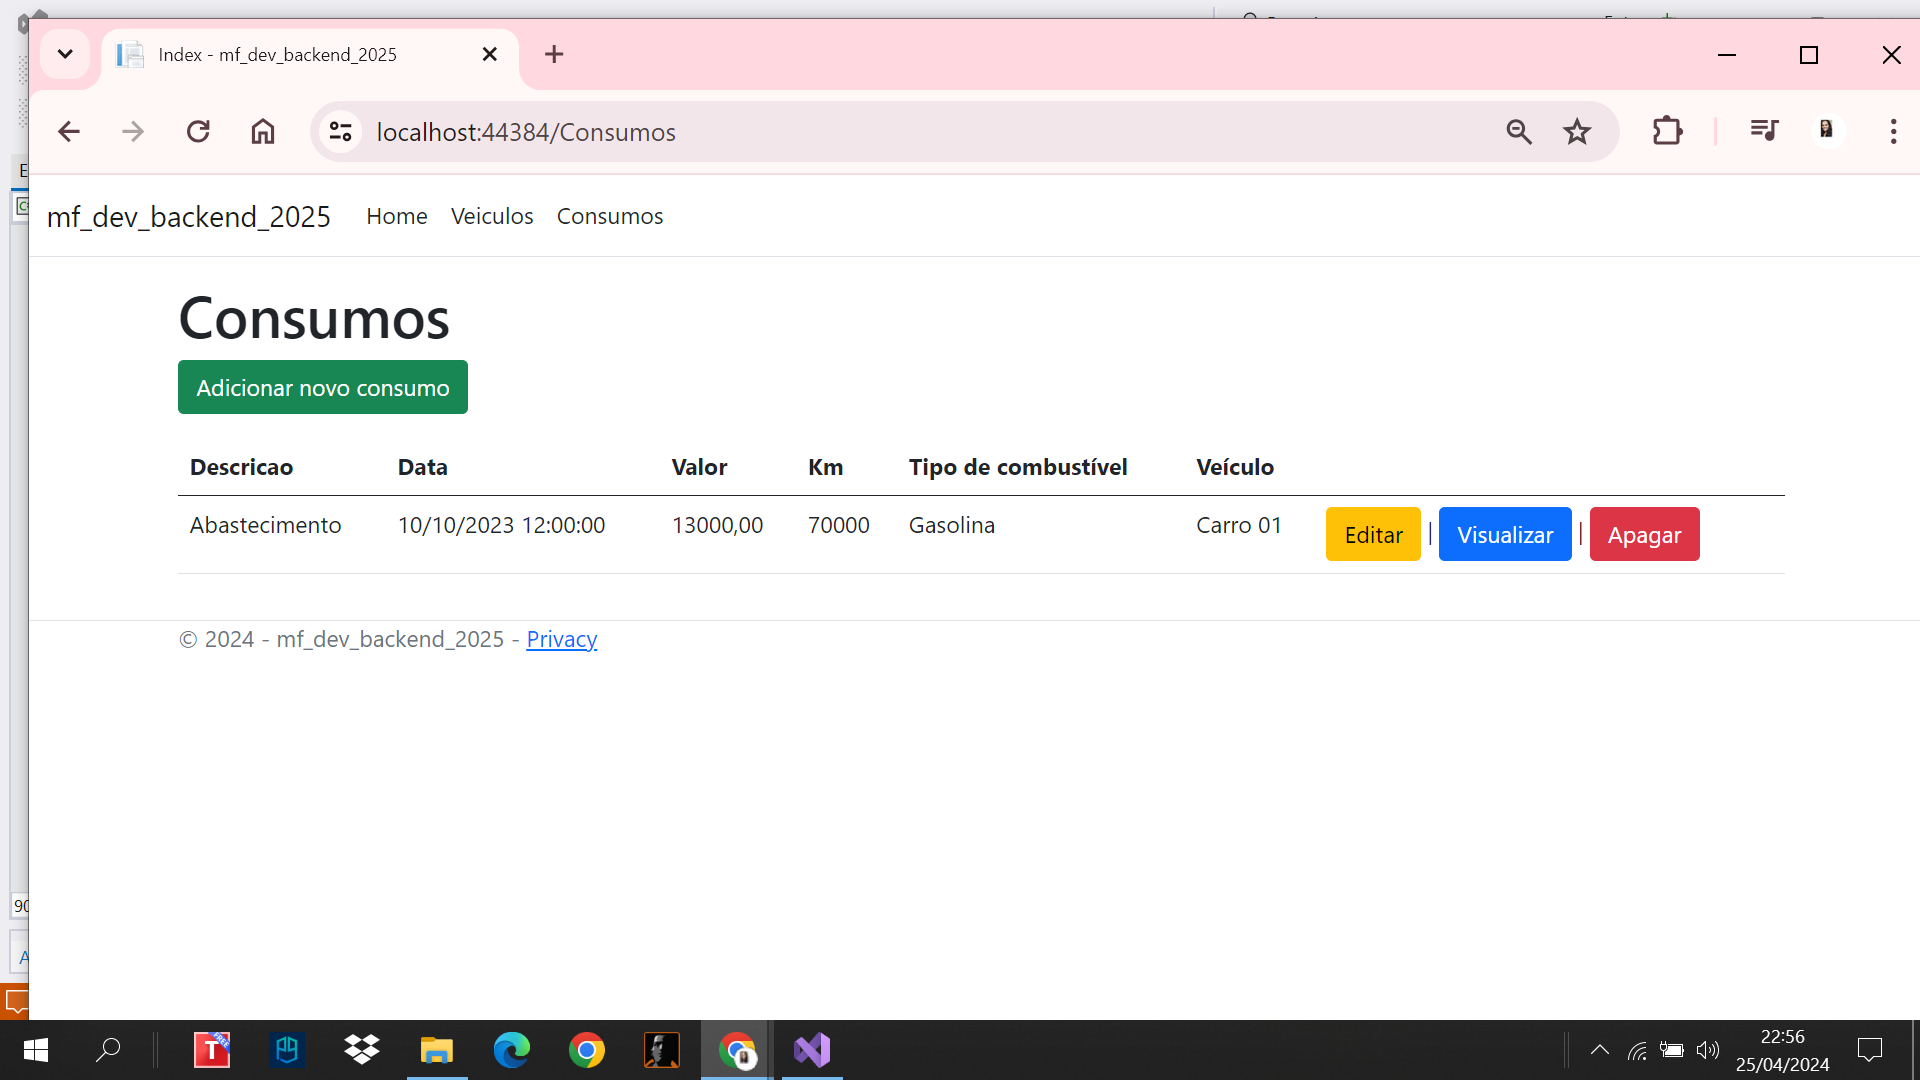 Index - mf_dev_backend_2025
localhost:44384/Consumos
mf_dev_backend_2025 Home Veiculos Consumos
Consumos
Adicionar novo consumo
Descricao Data Valor Km Tipo de combustível Veículo
Abastecimento 10/10/2023 12:00:00 13000,00 70000 Gasolina Carro 01 Editar | Visualizar | Apagar
© 2024 - mf_dev_backend_2025 - Privacy
90
T FREE
22:56
25/04/2024